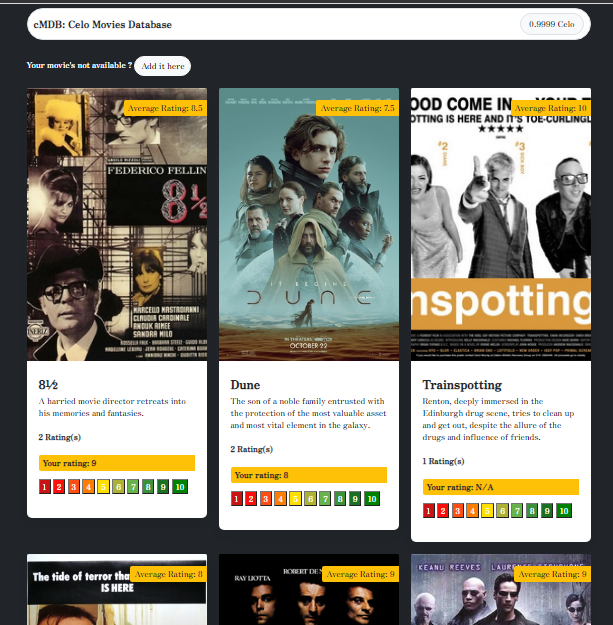 cMDB: Celo Movies Database
0.9999 Celo
Your movie's not available ? Add it here
Average Rating: 8.5
FEDERICO FELLIN
8½
MARCELLO MASTROIANNI
CLAUDIA CARDINALE
ANOUK AIMEE
SANDRA MILO
Average Rating: 7.5
IT BEGINS
DUNE
IN THEATERS
OCTOBER 22
Average Rating: 10
OOD COME IN
OTTING IS HERE AND IT'S TOE-CURLINGL
★★★★★
#2
#3
nspotting
8½
A harried movie director retreats into
his memories and fantasies.
2 Rating(s)
Your rating: 9
1 2 3 4 5 6 7 8 9 10
Dune
The son of a noble family entrusted with
the protection of the most valuable asset
and most vital element in the galaxy.
2 Rating(s)
Your rating: 8
1 2 3 4 5 6 7 8 9 10
Trainspotting
Renton, deeply immersed in the
Edinburgh drug scene, tries to clean up
and get out, despite the allure of the
drugs and influence of friends.
1 Rating(s)
Your rating: N/A
1 2 3 4 5 6 7 8 9 10
Average Rating: 8
The tide of terror tha
IS HERE
Average Rating: 9
RAY LIOTTA
ROBERT DE N
Average Rating: 9
KEANU REEVES